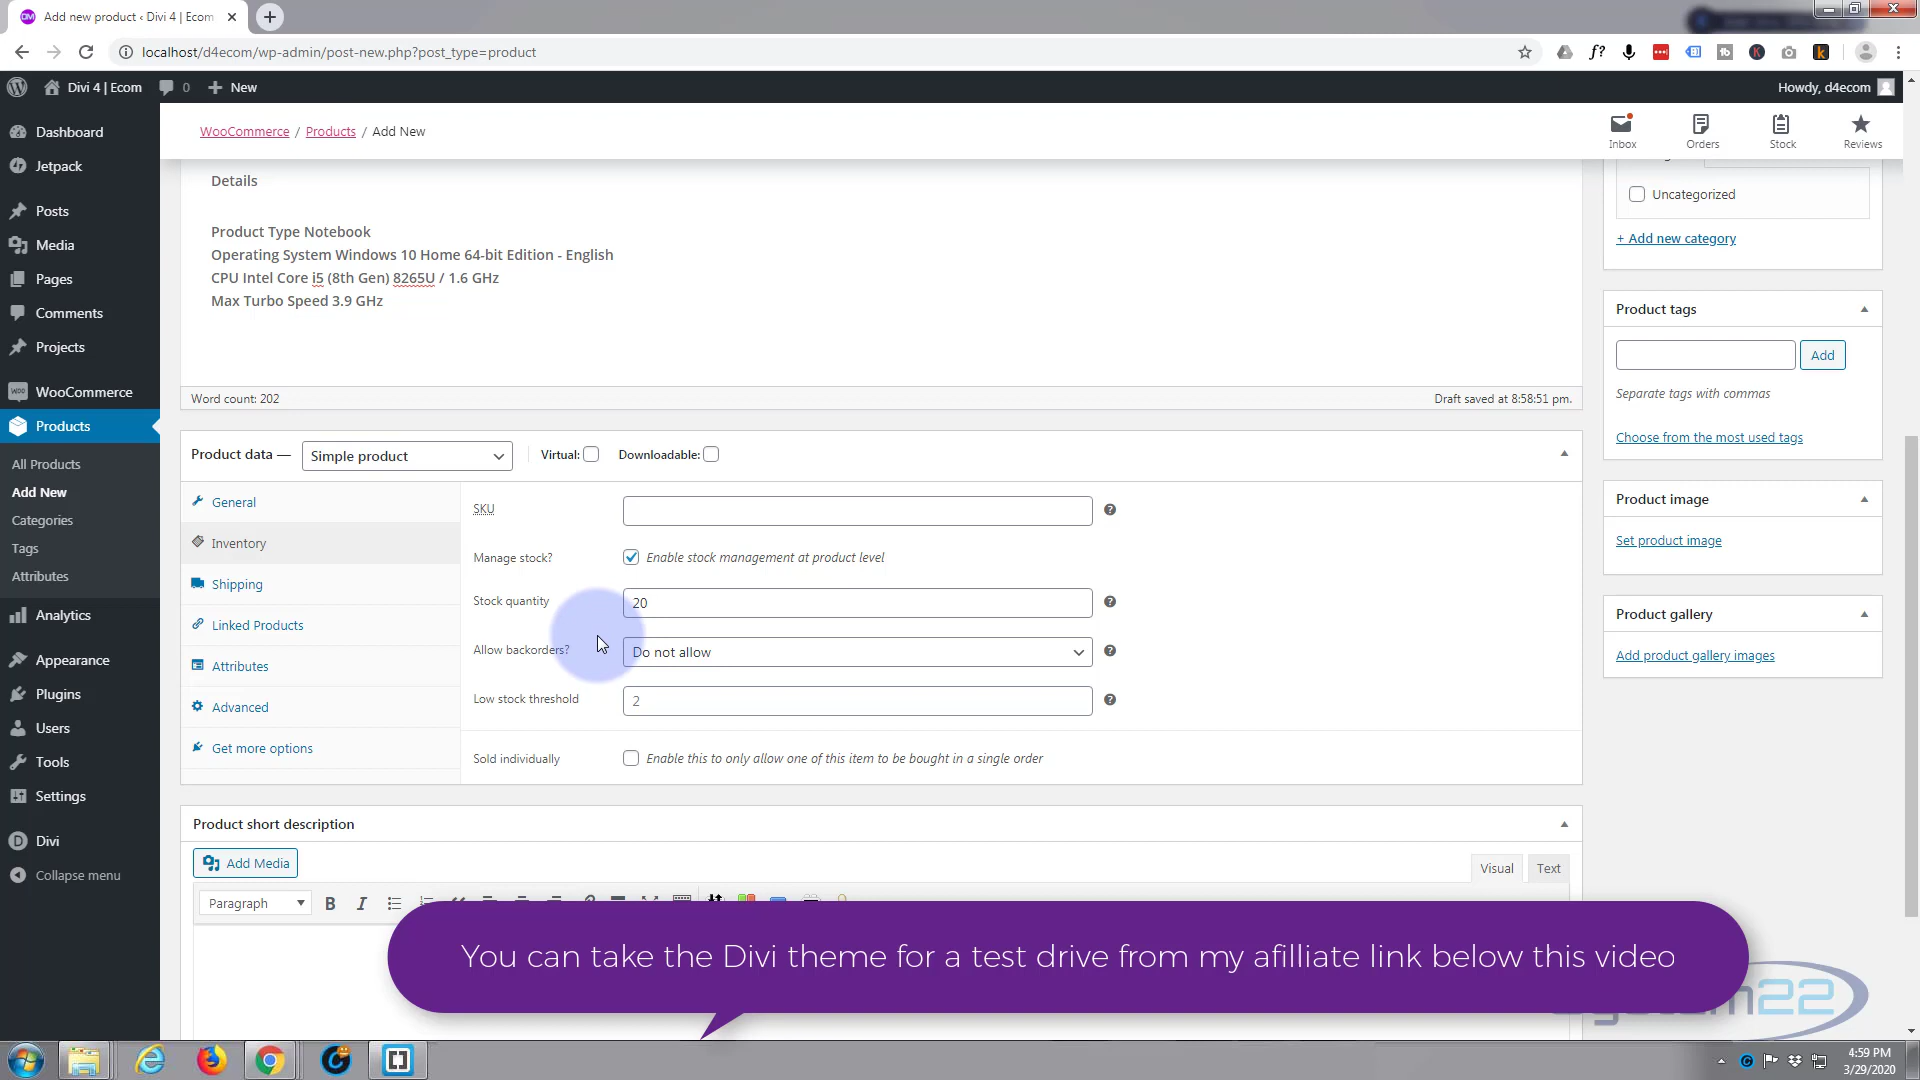 Add new product ‹ Divi 4 | Ecom
localhost/d4ecom/wp-admin/post-new.php?post_type=product
Divi 4 | Ecom
0
New
Howdy, d4ecom
WooCommerce / Products / Add New
Inbox
Orders
Stock
Reviews
Dashboard
Jetpack
Posts
Media
Pages
Comments
Projects
WooCommerce
Products
All Products
Add New
Categories
Tags
Attributes
Analytics
Appearance
Plugins
Users
Tools
Settings
Divi
Collapse menu
Details
Product Type Notebook
Operating System Windows 10 Home 64-bit Edition - English
CPU Intel Core i5 (8th Gen) 8265U / 1.6 GHz
Max Turbo Speed 3.9 GHz
Word count: 202
Draft saved at 8:58:51 pm.
Product data —
Simple product
Virtual:
Downloadable:
General
Inventory
Shipping
Linked Products
Attributes
Advanced
Get more options
SKU
Manage stock?
Enable stock management at product level
Stock quantity
20
Allow backorders?
Do not allow
Low stock threshold
2
Sold individually
Enable this to only allow one of this item to be bought in a single order
Product short description
Add Media
Visual
Text
Paragraph
B
I
Uncategorized
+ Add new category
Product tags
Add
Separate tags with commas
Choose from the most used tags
Product image
Set product image
Product gallery
Add product gallery images
You can take the Divi theme for a test drive from my afilliate link below this video
4:59 PM
3/29/2020